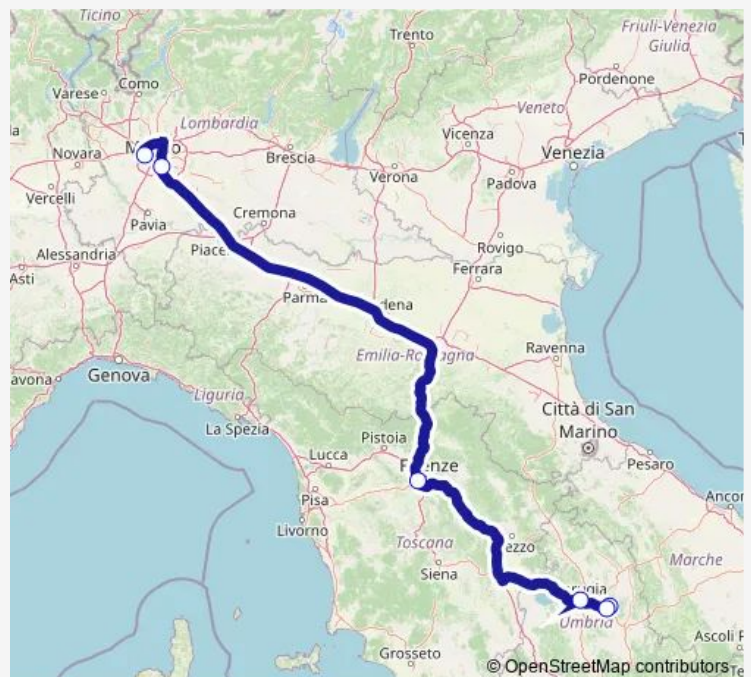 Ticino
Trento
Friuli-Venezia
Giulia
Pordenone
Como
Varese
Veneto
Lombardia
Vicenza
Venezia
Novara
Brescia
Verona
Padova
Vercelli
Pavia
Cremona
Rovigo
Alessandria
Asti
Ferrara
Parma
Emilia-Ro
Ravenna
Genova
Liguria
La Spezia
Città di San
Marino
Pistoia
Lucca
Pesaro
Pisa
Livorno
Toscana
Siena
Marche
Umbria
Grosseto
© OpenStreetMap contributors